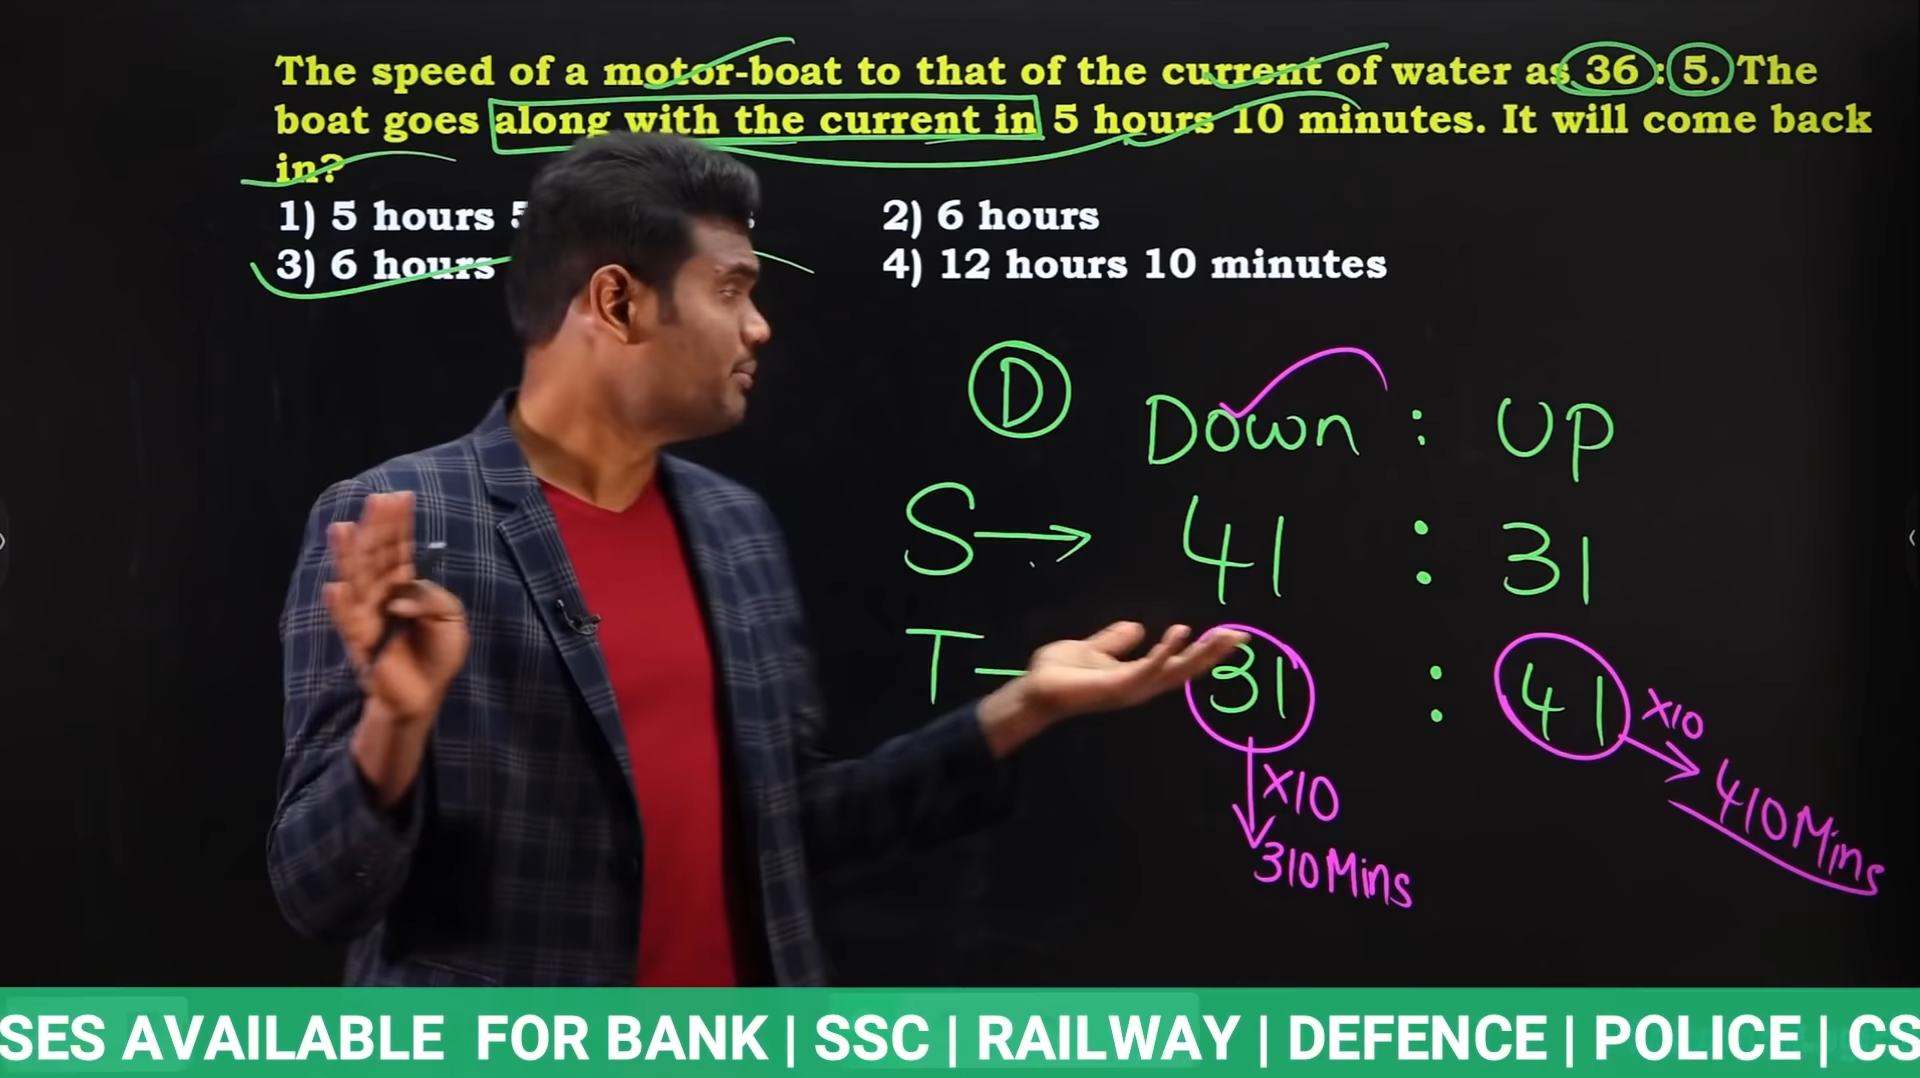 The speed of a motor-boat to that of the current of water as 36 : 5. The
boat goes along with the current in 5 hours 10 minutes. It will come back
in?
1) 5 hours 5
2) 6 hours
3) 6 hours
4) 12 hours 10 minutes
D
Down : Up
S → 41 : 31
T 31 : 41
×10
×10
310 Mins
410 Mins
SES AVAILABLE FOR BANK | SSC | RAILWAY | DEFENCE | POLICE | CS